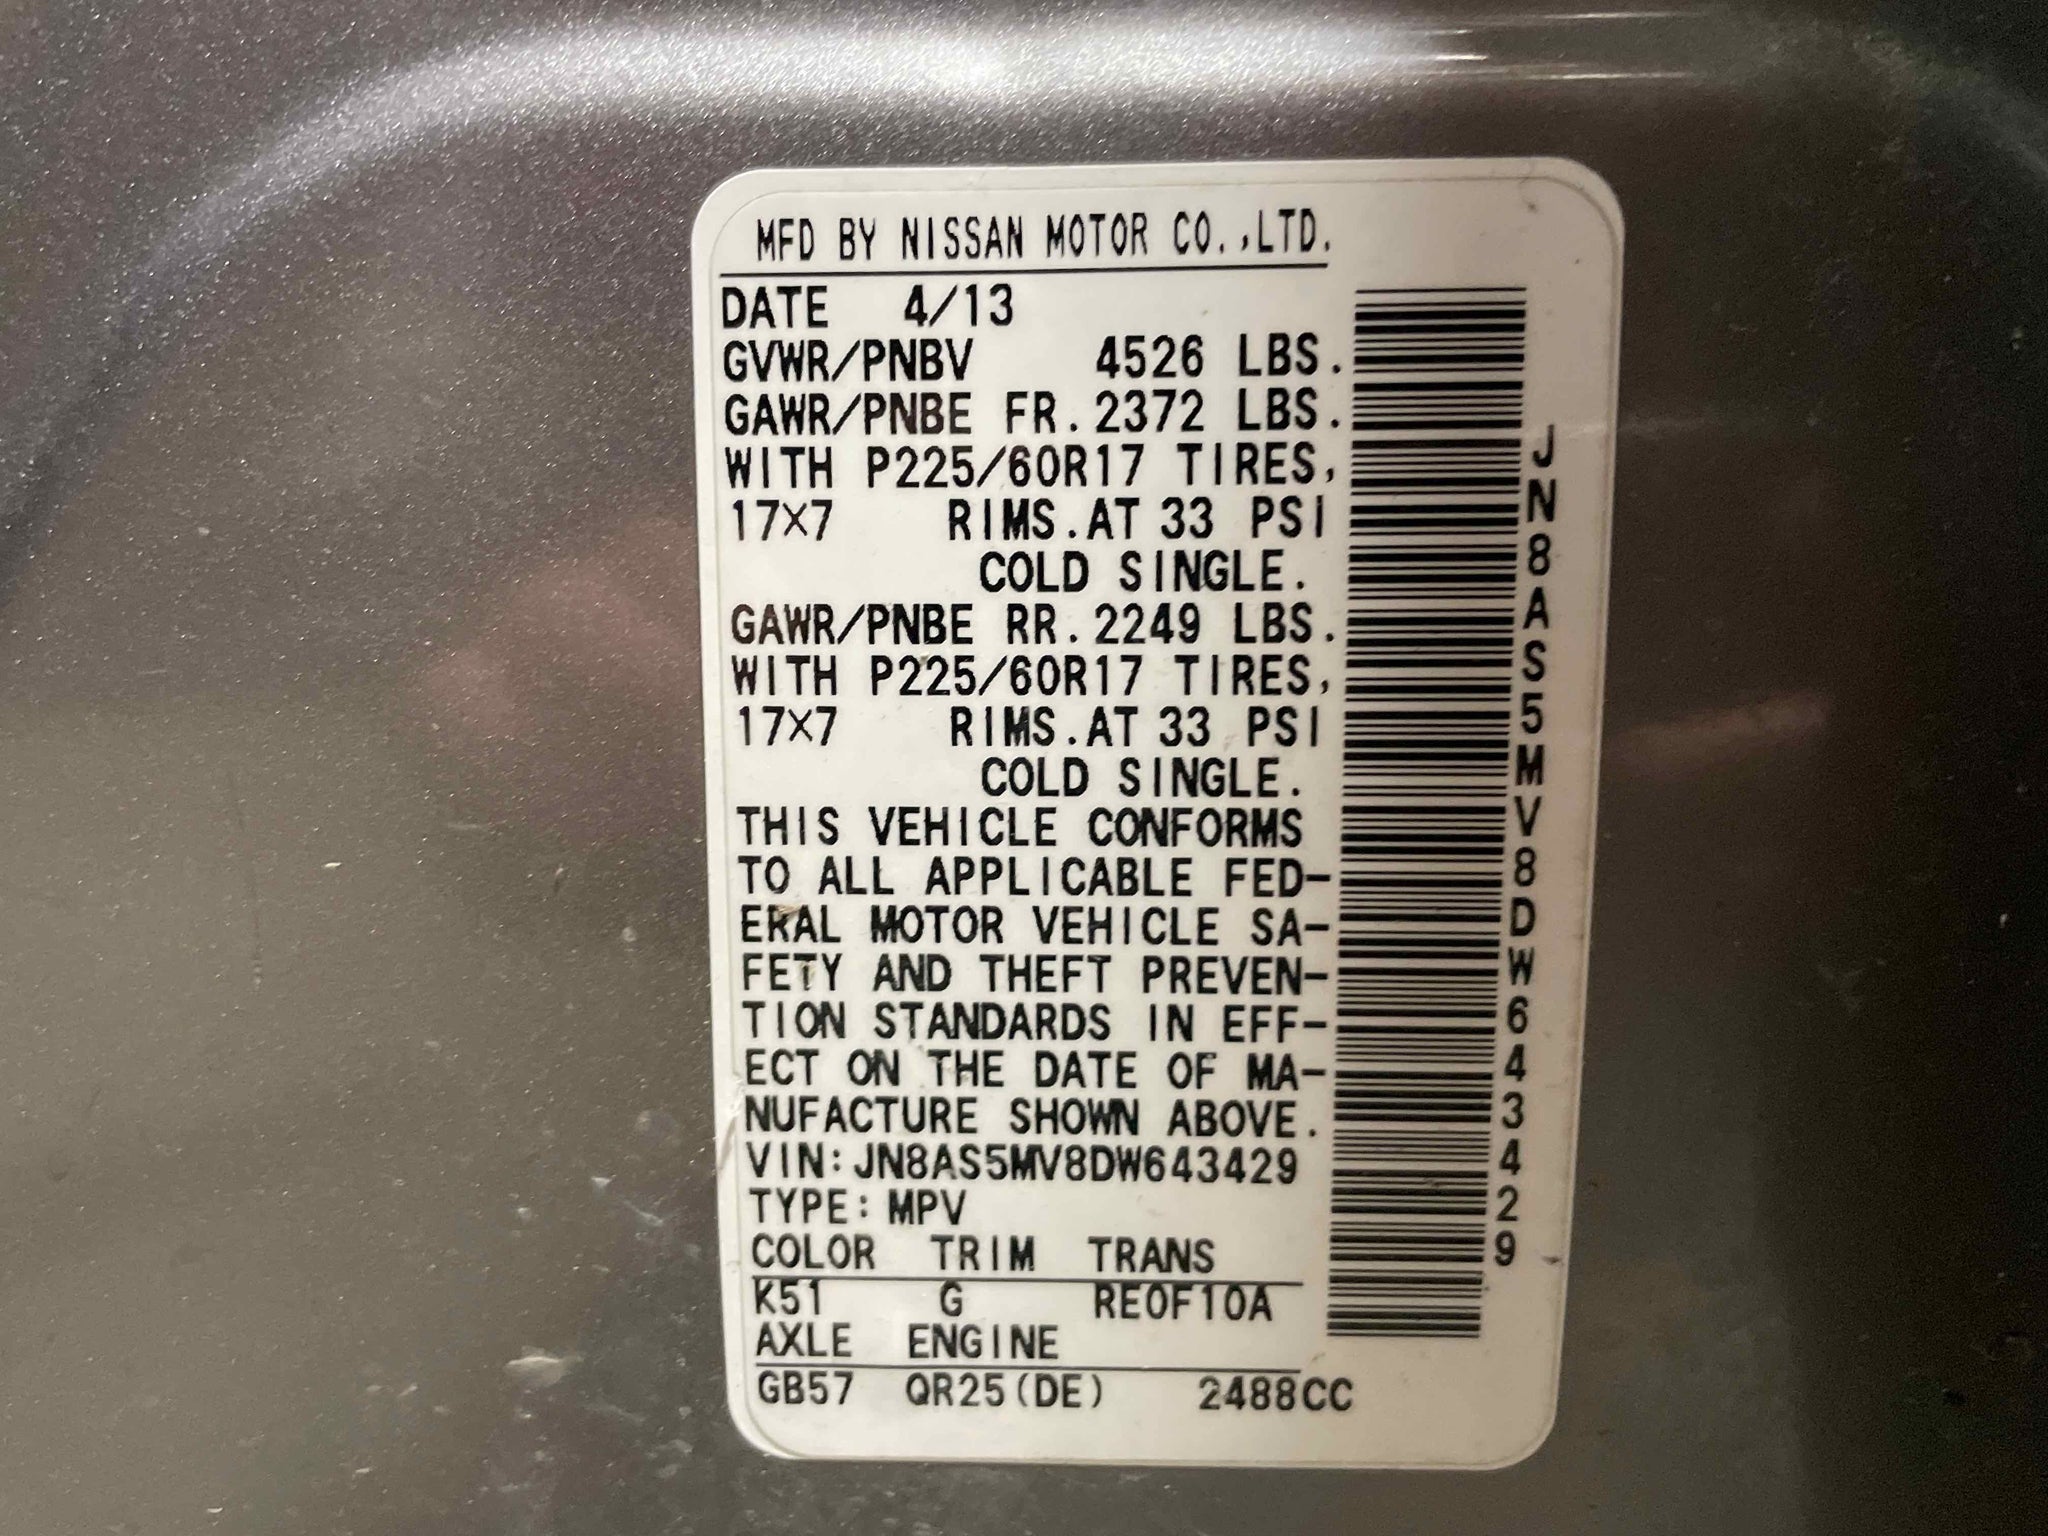 MFD BY NISSAN MOTOR CO.,LTD.
DATE 4/13
GVWR/PNBV 4526 LBS.
GAWR/PNBE FR.2372 LBS.
WITH P225/60R17 TIRES,
17X7 RIMS.AT 33 PSI
COLD SINGLE.
GAWR/PNBE RR.2249 LBS.
WITH P225/60R17 TIRES,
17X7 RIMS.AT 33 PSI
COLD SINGLE.
THIS VEHICLE CONFORMS
TO ALL APPLICABLE FED-
ERAL MOTOR VEHICLE SA-
FETY AND THEFT PREVEN-
TION STANDARDS IN EFF-
ECT ON THE DATE OF MA-
NUFACTURE SHOWN ABOVE.
VIN:JN8AS5MV8DW643429
TYPE:MPV
COLOR TRIM TRANS
K51 G RE0F10A
AXLE ENGINE
GB57 QR25(DE) 2488CC
JN8AS5MV8DW643429